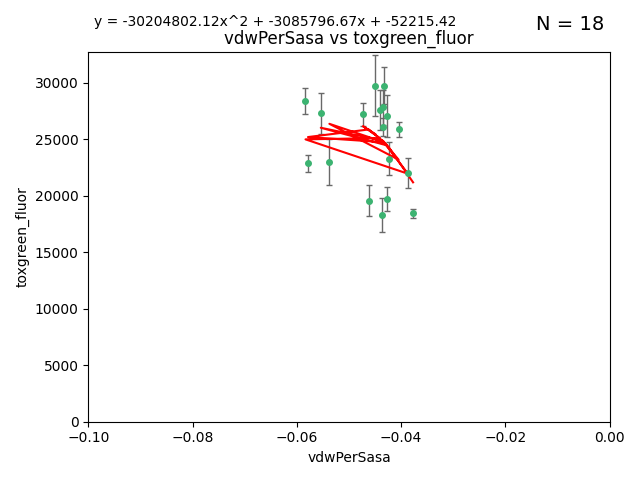 y = -30204802.12x^2 + -3085796.67x + -52215.42
N = 18
vdwPerSasa vs toxgreen_fluor
30000
25000
20000
15000
10000
5000
0
toxgreen_fluor
−0.10 −0.08 −0.06 −0.04 −0.02 0.00
vdwPerSasa